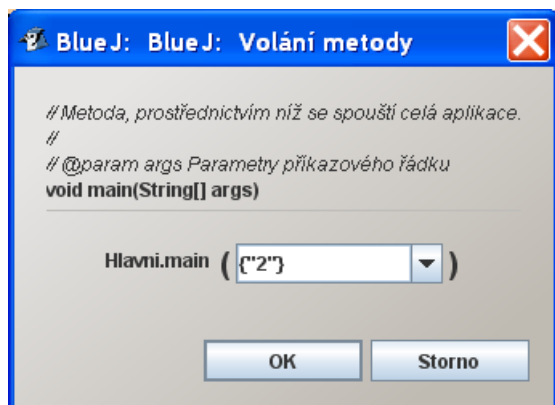 BlueJ: BlueJ: Volání metody
// Metoda, prostřednictvím níž se spouští celá aplikace.
//
// @param args Parametry příkazového řádku
void main(String[] args)
Hlavni.main ( {"2"} )
OK Storno